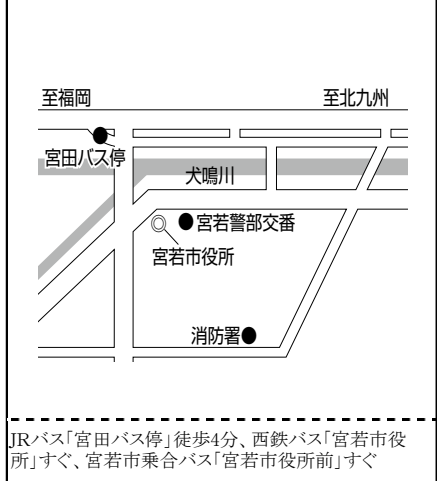 至福岡
至北九州
宮田バス停
犬鳴川
宮若警部交番
宮若市役所
消防署
JRバス「宮田バス停」徒歩4分、西鉄バス「宮若市役
所」すぐ、宮若市乗合バス「宮若市役所前」すぐ